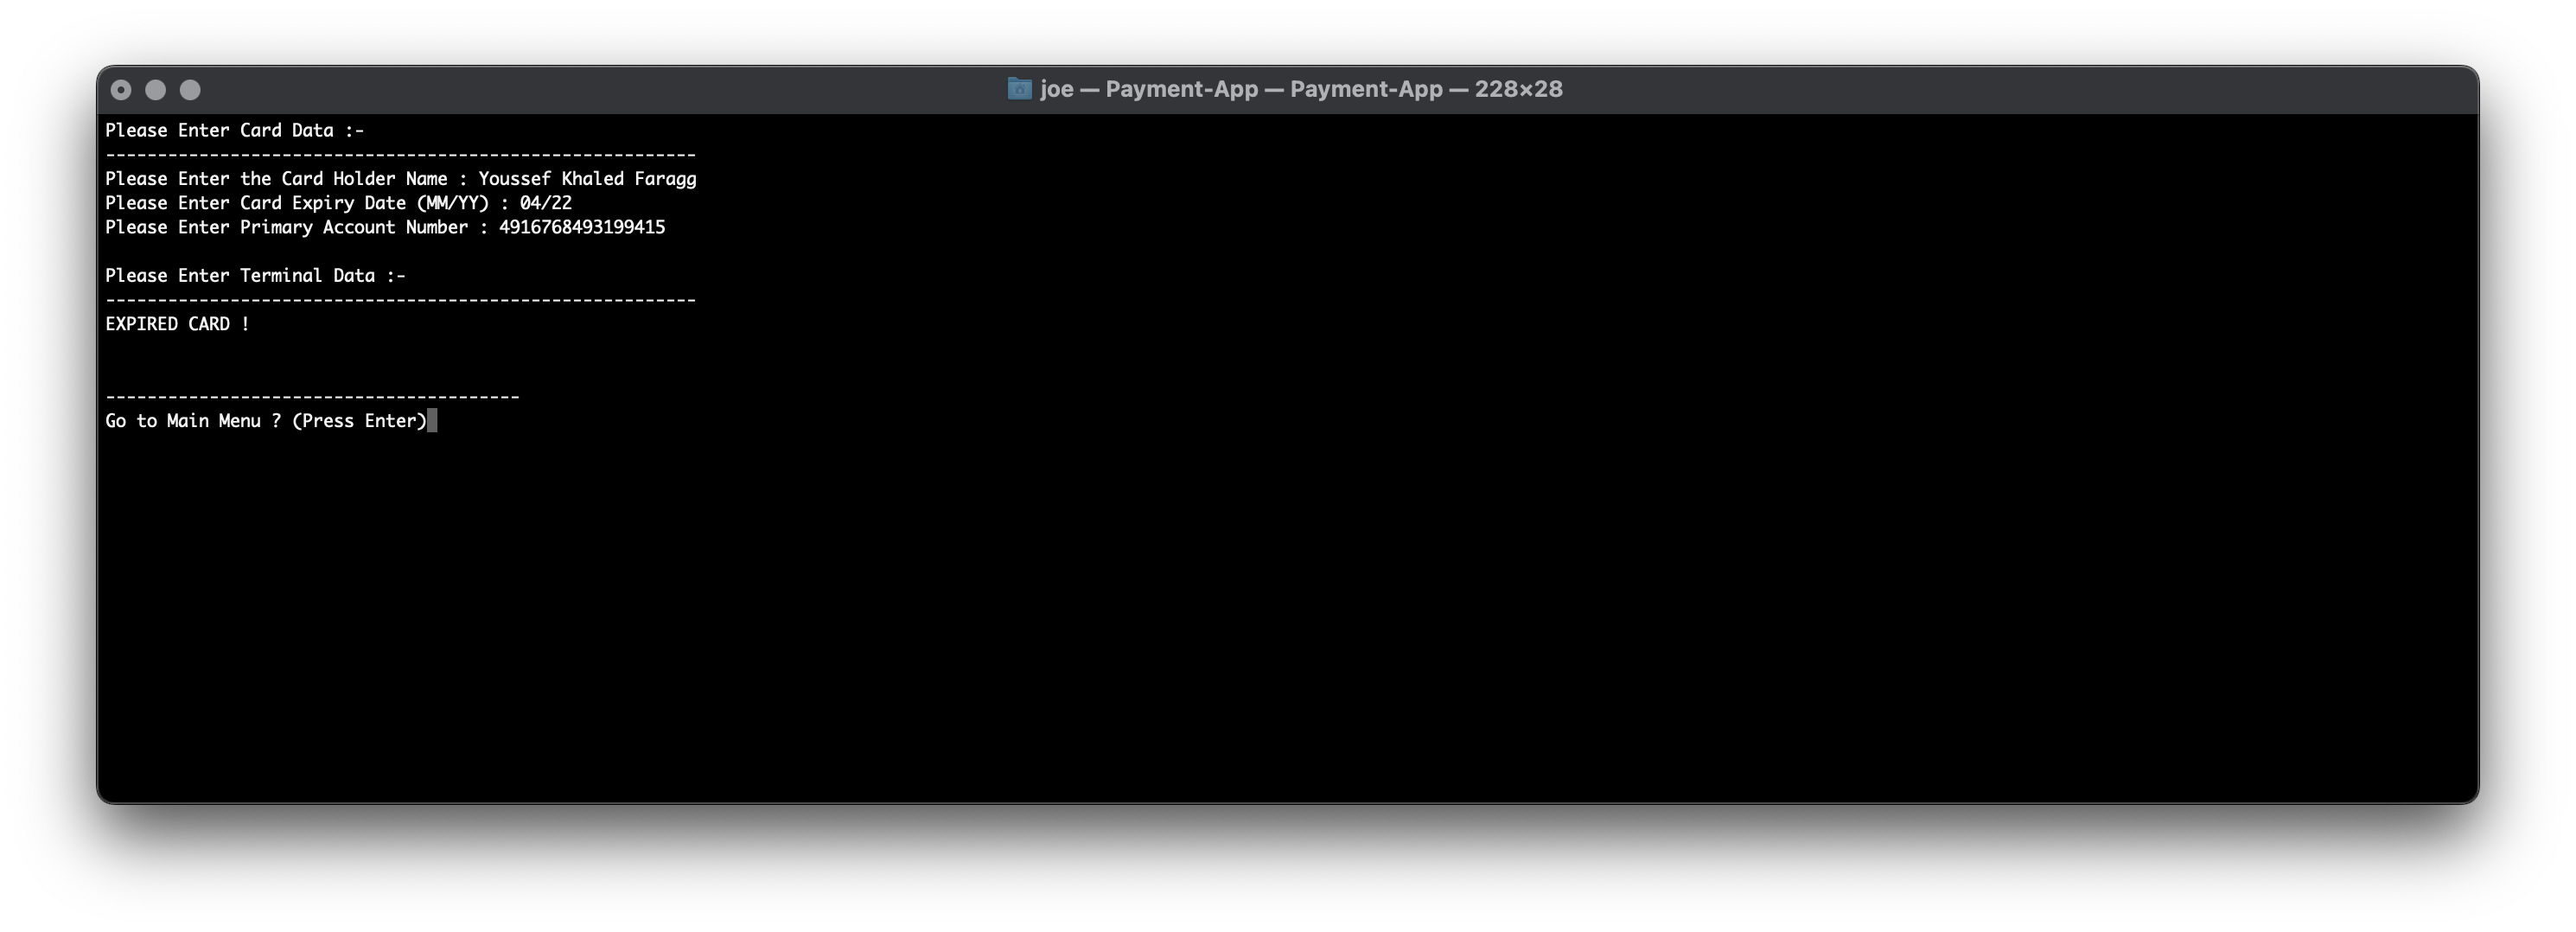 joe — Payment-App — Payment-App — 228×28
Please Enter Card Data :-
---------------------------------------------------------
Please Enter the Card Holder Name : Youssef Khaled Faragg
Please Enter Card Expiry Date (MM/YY) : 04/22
Please Enter Primary Account Number : 4916768493199415
Please Enter Terminal Data :-
---------------------------------------------------------
EXPIRED CARD !
----------------------------------------
Go to Main Menu ? (Press Enter)